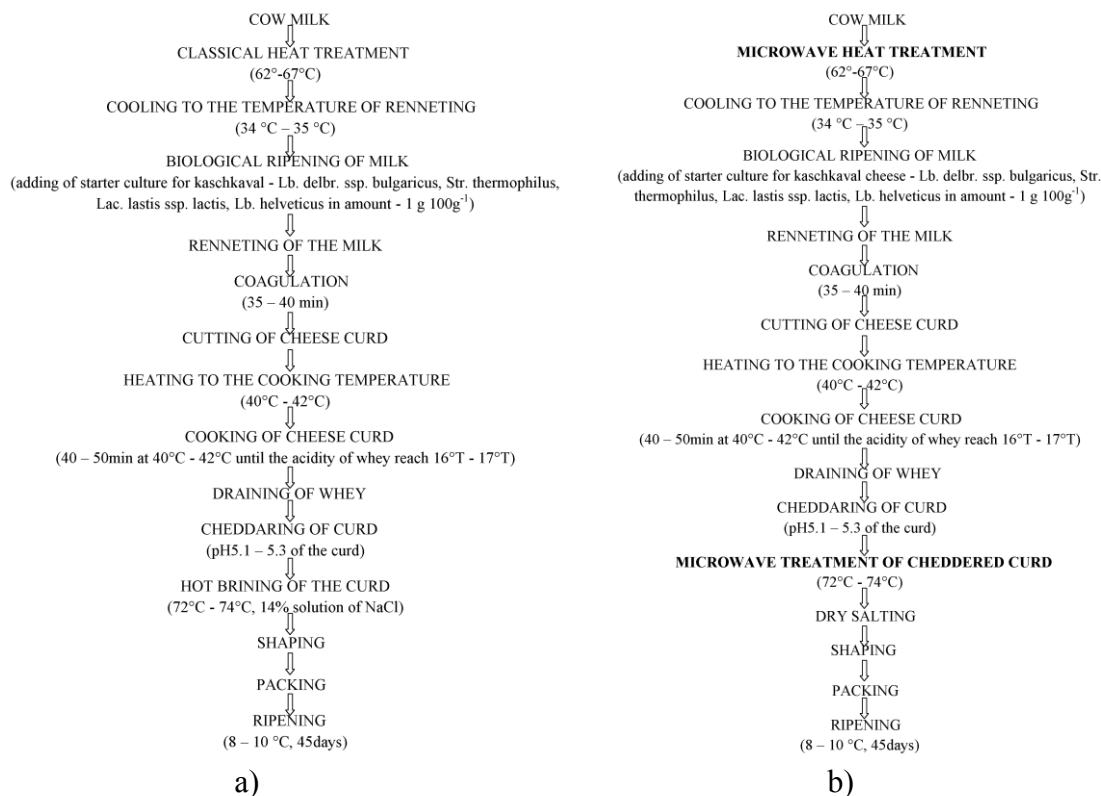 COW MILK
CLASSICAL HEAT TREATMENT
(62°-67°C)
COOLING TO THE TEMPERATURE OF RENNETING
(34 °C – 35 °C)
BIOLOGICAL RIPENING OF MILK
(adding of starter culture for kaschkaval - Lb. delbr. ssp. bulgaricus, Str. thermophilus,
Lac. lastis ssp. lactis, Lb. helveticus in amount - 1 g 100g⁻¹)
RENNETING OF THE MILK
COAGULATION
(35 – 40 min)
CUTTING OF CHEESE CURD
HEATING TO THE COOKING TEMPERATURE
(40°C - 42°C)
COOKING OF CHEESE CURD
(40 – 50min at 40°C - 42°C until the acidity of whey reach 16°T - 17°T)
DRAINING OF WHEY
CHEDDARING OF CURD
(pH5.1 – 5.3 of the curd)
HOT BRINING OF THE CURD
(72°C - 74°C, 14% solution of NaCl)
SHAPING
PACKING
RIPENING
(8 – 10 °C, 45days)
a)
COW MILK
MICROWAVE HEAT TREATMENT
(62°-67°C)
COOLING TO THE TEMPERATURE OF RENNETING
(34 °C – 35 °C)
BIOLOGICAL RIPENING OF MILK
(adding of starter culture for kaschkaval cheese - Lb. delbr. ssp. bulgaricus, Str.
thermophilus, Lac. lastis ssp. lactis, Lb. helveticus in amount - 1 g 100g⁻¹)
RENNETING OF THE MILK
COAGULATION
(35 – 40 min)
CUTTING OF CHEESE CURD
HEATING TO THE COOKING TEMPERATURE
(40°C - 42°C)
COOKING OF CHEESE CURD
(40 – 50min at 40°C - 42°C until the acidity of whey reach 16°T - 17°T)
DRAINING OF WHEY
CHEDDARING OF CURD
(pH5.1 – 5.3 of the curd)
MICROWAVE TREATMENT OF CHEDDERED CURD
(72°C - 74°C)
DRY SALTING
SHAPING
PACKING
RIPENING
(8 – 10 °C, 45days)
b)